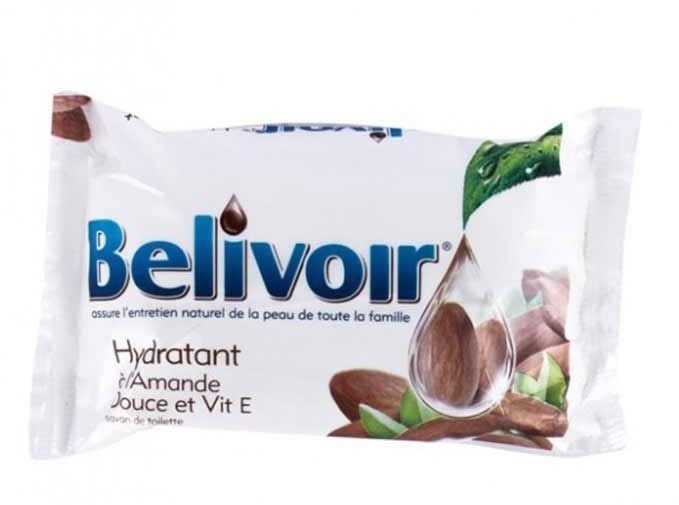 Belivoir®
assure l'entretien naturel de la peau de toute la famille
Hydratant
à l'Amande
Douce et Vit E
savon de toilette